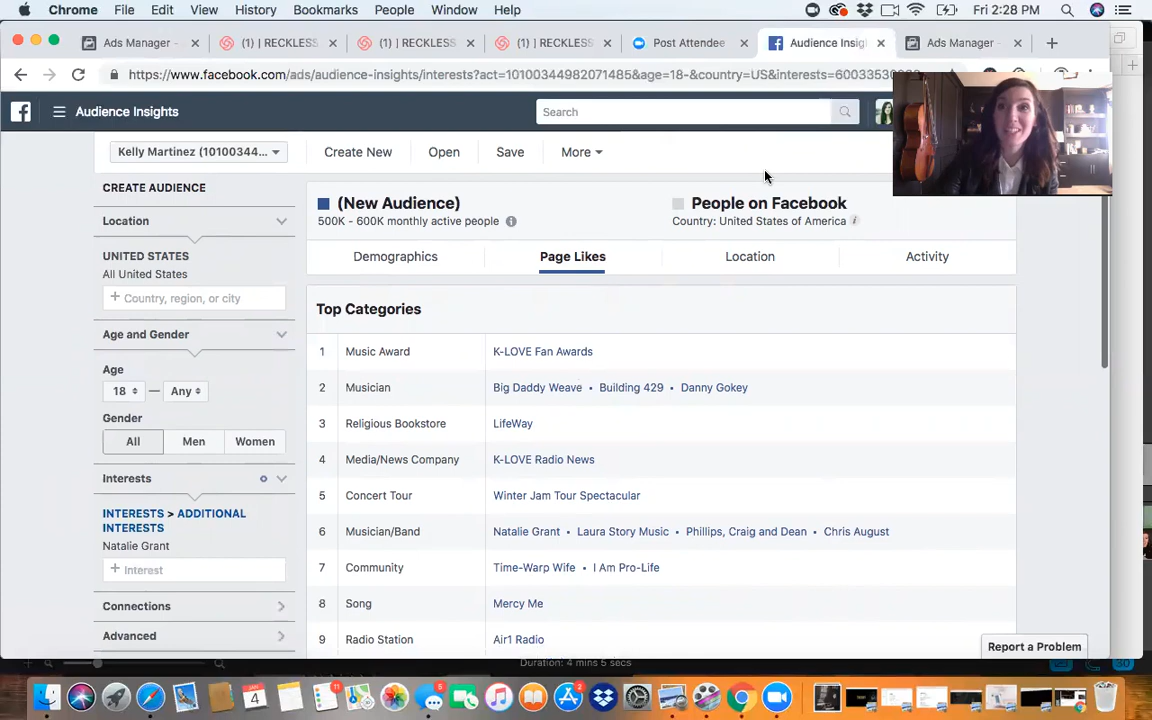 Chrome File Edit View History Bookmarks People Window Help Fri 2:28 PM
Ads Manager - (1) | RECKLESS (1) | RECKLESS (1) | RECKLESS Post Attendee Audience Insig Ads Manager -
https://www.facebook.com/ads/audience-insights/interests?act=10100344982071485&age=18-&country=US&interests=60033530
Audience Insights Search
Kelly Martinez (10100344... Create New Open Save More
CREATE AUDIENCE
Location
UNITED STATES
All United States
+ Country, region, or city
Age and Gender
Age
18 — Any
Gender
All Men Women
Interests
INTERESTS > ADDITIONAL
INTERESTS
Natalie Grant
+ Interest
Connections
Advanced
(New Audience)
500K - 600K monthly active people
People on Facebook
Country: United States of America
Demographics Page Likes Location Activity
Top Categories
1 Music Award K-LOVE Fan Awards
2 Musician Big Daddy Weave • Building 429 • Danny Gokey
3 Religious Bookstore LifeWay
4 Media/News Company K-LOVE Radio News
5 Concert Tour Winter Jam Tour Spectacular
6 Musician/Band Natalie Grant • Laura Story Music • Phillips, Craig and Dean • Chris August
7 Community Time-Warp Wife • I Am Pro-Life
8 Song Mercy Me
9 Radio Station Air1 Radio
Report a Problem
Duration: 4 mins 5 secs
30
JAN
4